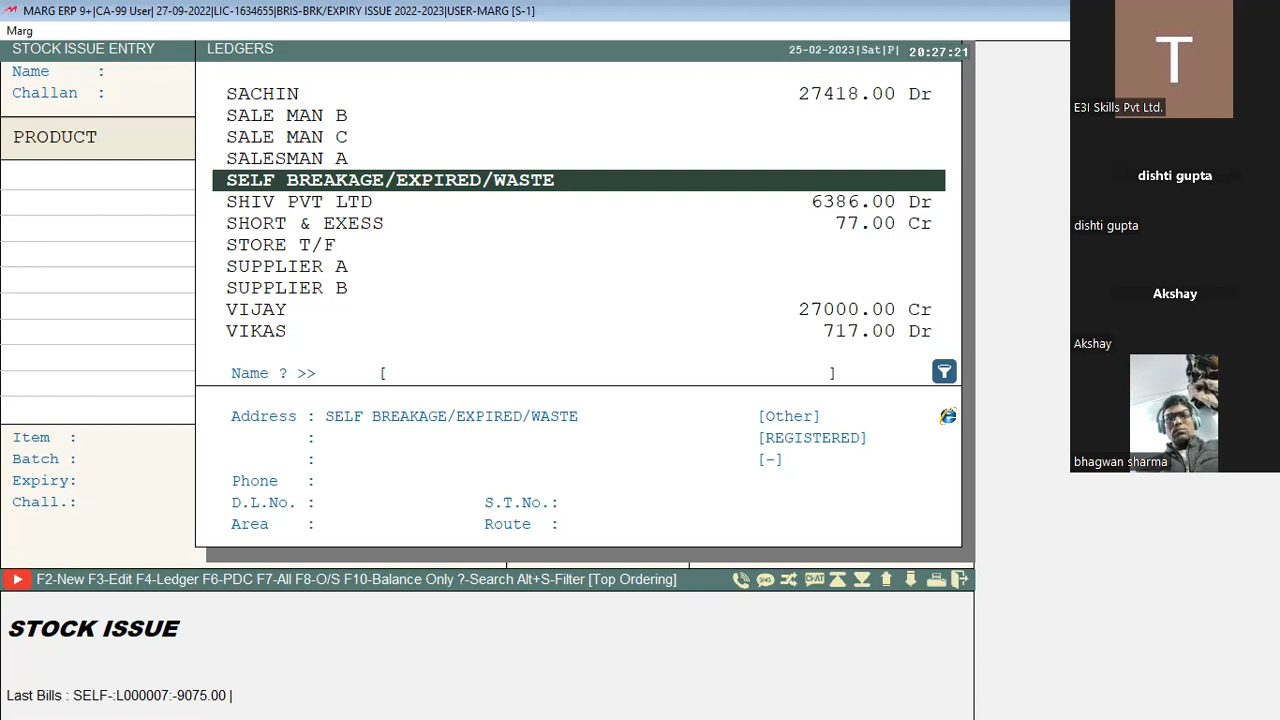 MARG ERP 9+|CA-99 User| 27-09-2022|LIC-1634655|BRIS-BRK/EXPIRY ISSUE 2022-2023|USER-MARG [S-1]
Marg
STOCK ISSUE ENTRY
Name :
Challan :
PRODUCT
Item :
Batch :
Expiry:
Chall.:
LEDGERS 25-02-2023|Sat|P| 20:27:21
SACHIN 27418.00 Dr
SALE MAN B
SALE MAN C
SALESMAN A
SELF BREAKAGE/EXPIRED/WASTE
SHIV PVT LTD 6386.00 Dr
SHORT & EXESS 77.00 Cr
STORE T/F
SUPPLIER A
SUPPLIER B
VIJAY 27000.00 Cr
VIKAS 717.00 Dr
Name ? >> [ ]
Address : SELF BREAKAGE/EXPIRED/WASTE [Other]
: [REGISTERED]
: [-]
Phone :
D.L.No. : S.T.No.:
Area : Route :
F2-New F3-Edit F4-Ledger F6-PDC F7-All F8-O/S F10-Balance Only ?-Search Alt+S-Filter [Top Ordering]
SMS
CHAT
STOCK ISSUE
Last Bills : SELF-:L000007:-9075.00 |
T
E3I Skills Pvt Ltd.
dishti gupta
dishti gupta
Akshay
Akshay
bhagwan sharma